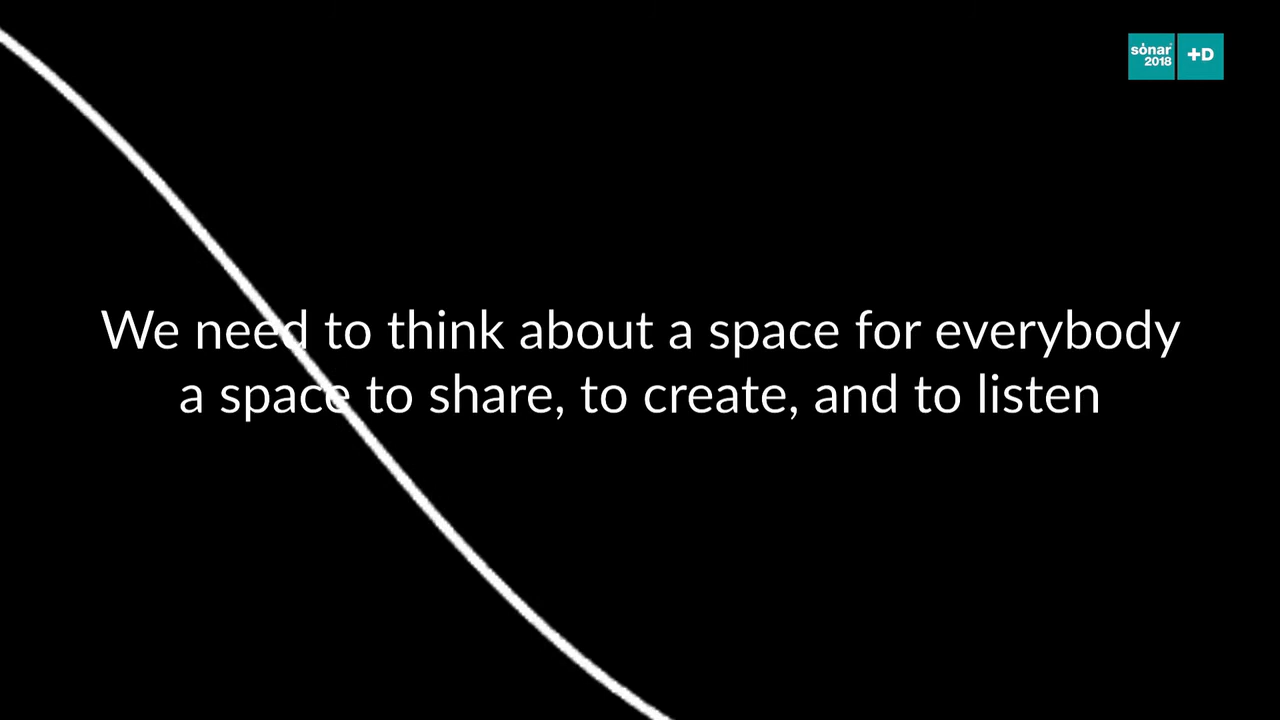 sónar
2018
+D
We need to think about a space for everybody
a space to share, to create, and to listen